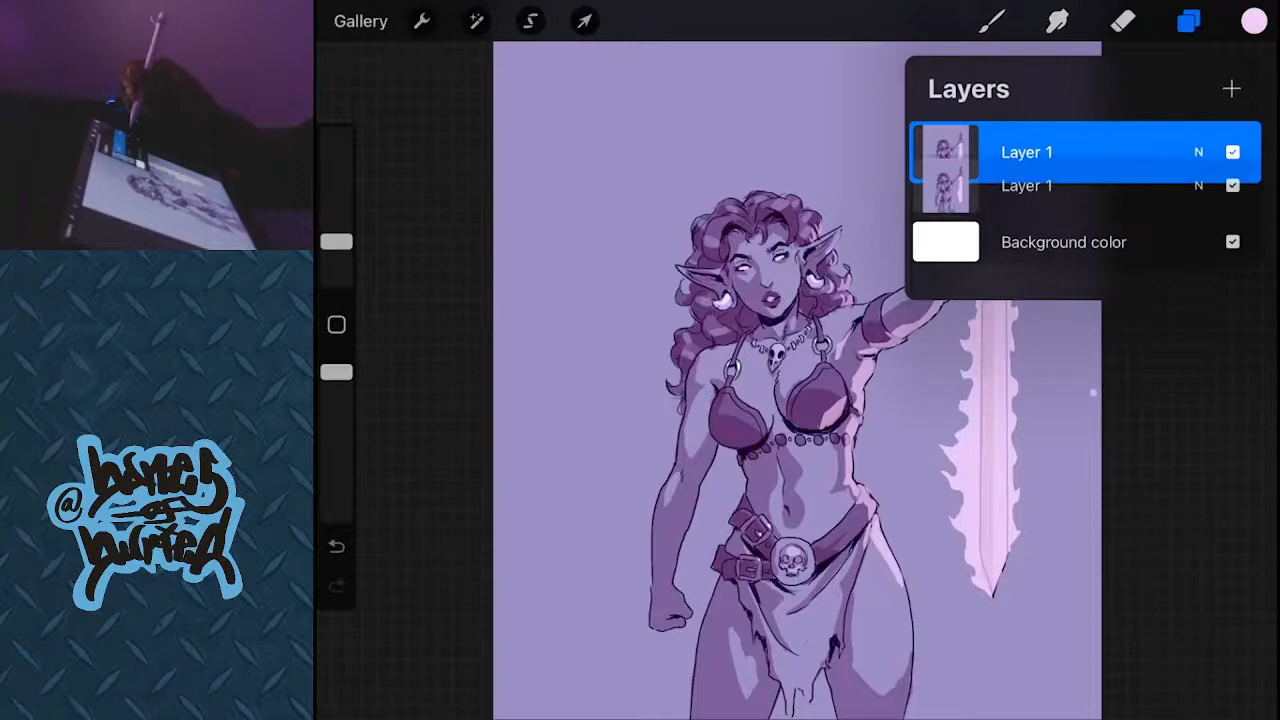 Gallery
Layers
Layer 1 N
Layer 1 N
Background color
@ bones
of
buried